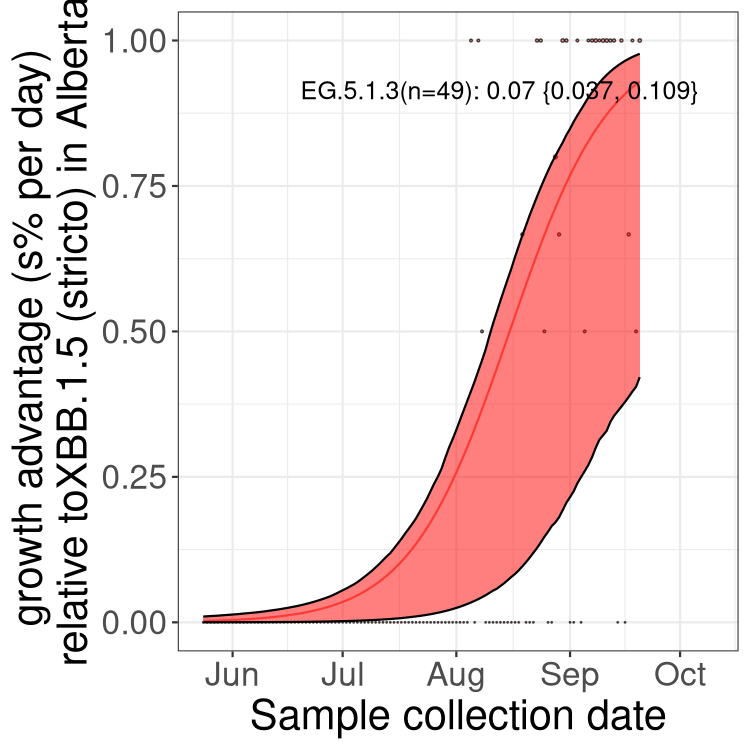 growth advantage (s% per day)
relative toXBB.1.5 (stricto) in Alberta
1.00
EG.5.1.3(n=49): 0.07 {0.037, 0.109}
0.75
0.50
0.25
0.00
Jun Jul Aug Sep Oct
Sample collection date